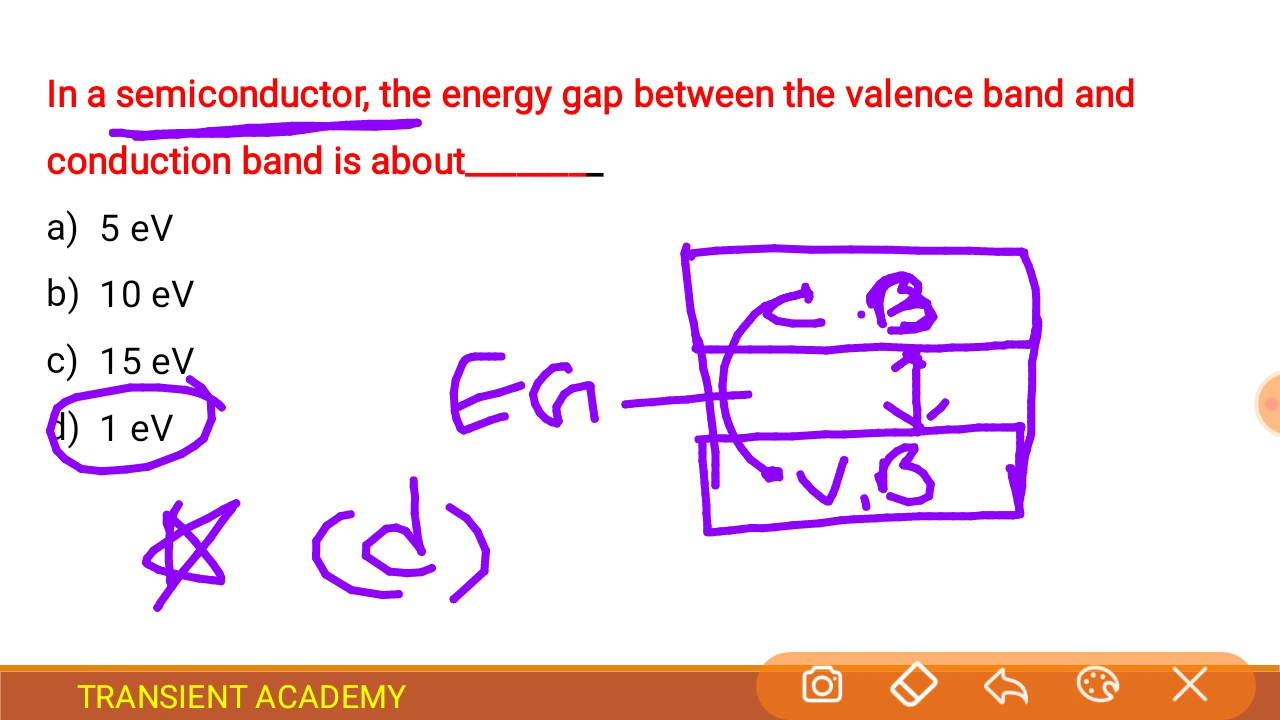 In a semiconductor, the energy gap between the valence band and
conduction band is about________
a) 5 eV
b) 10 eV
c) 15 eV
d) 1 eV
C.B
EG
V.B
(d)
TRANSIENT ACADEMY